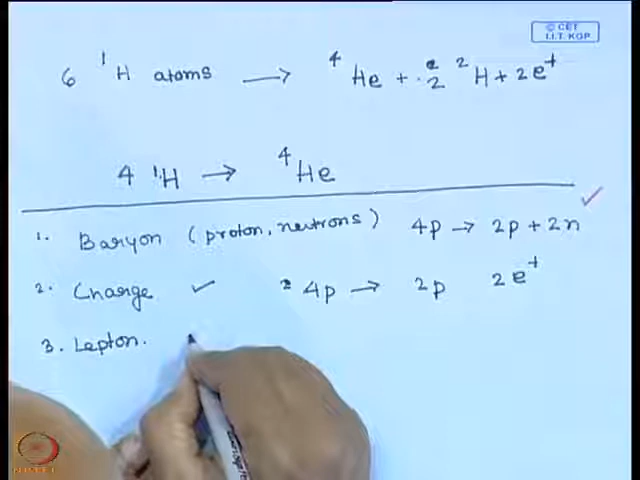 © CET
I.I.T. KGP
6 ¹H atoms ⟶ ⁴He + 2 ²H + 2e⁺
4 ¹H → ⁴He
1. Baryon (proton, neutrons) 4p → 2p + 2n ✓
2. Charge ✓ 4p → 2p 2e⁺
3. Lepton.
NPTEL